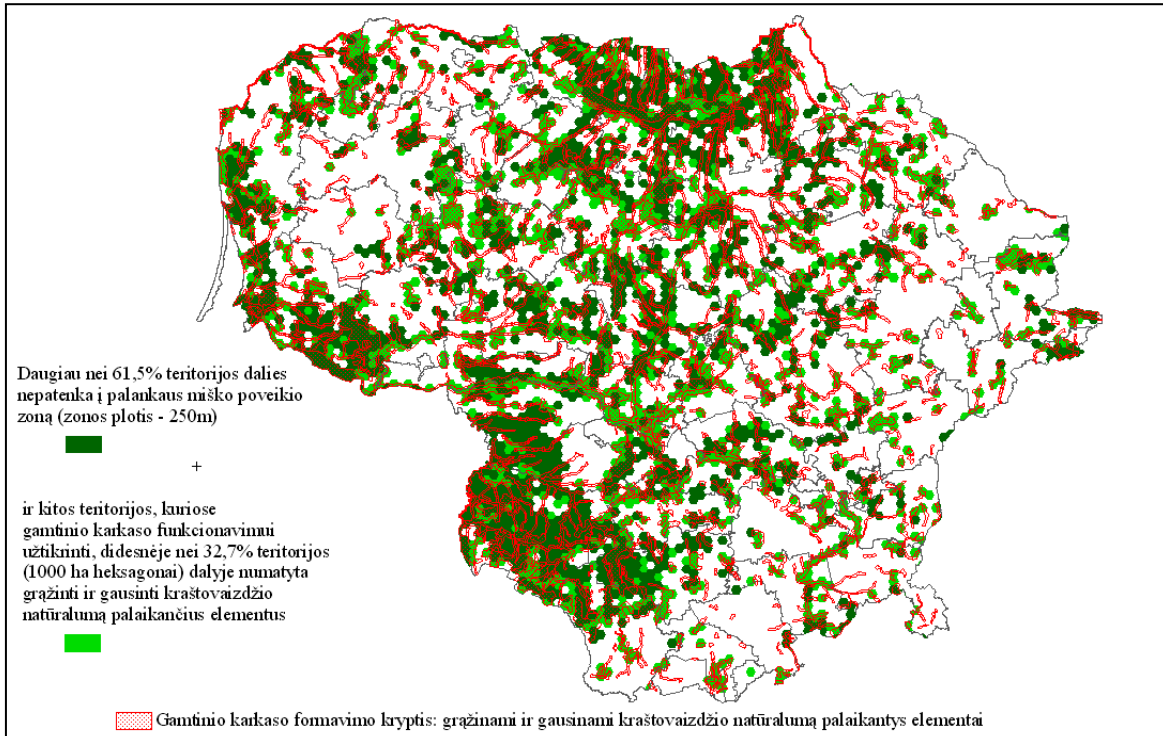 Daugiau nei 61,5% teritorijos dalies
nepatenka į palankaus miško poveikio
zoną (zonos plotis - 250m)
+
ir kitos teritorijos, kuriose
gamtinio karkaso funkcionavimui
užtikrinti, didesnėje nei 32,7% teritorijos
(1000 ha heksagonai) dalyje numatyta
grąžinti ir gausinti kraštovaizdžio
natūralumą palaikančius elementus
Gamtinio karkaso formavimo kryptis: grąžinami ir gausinami kraštovaizdžio natūralumą palaikantys elementai